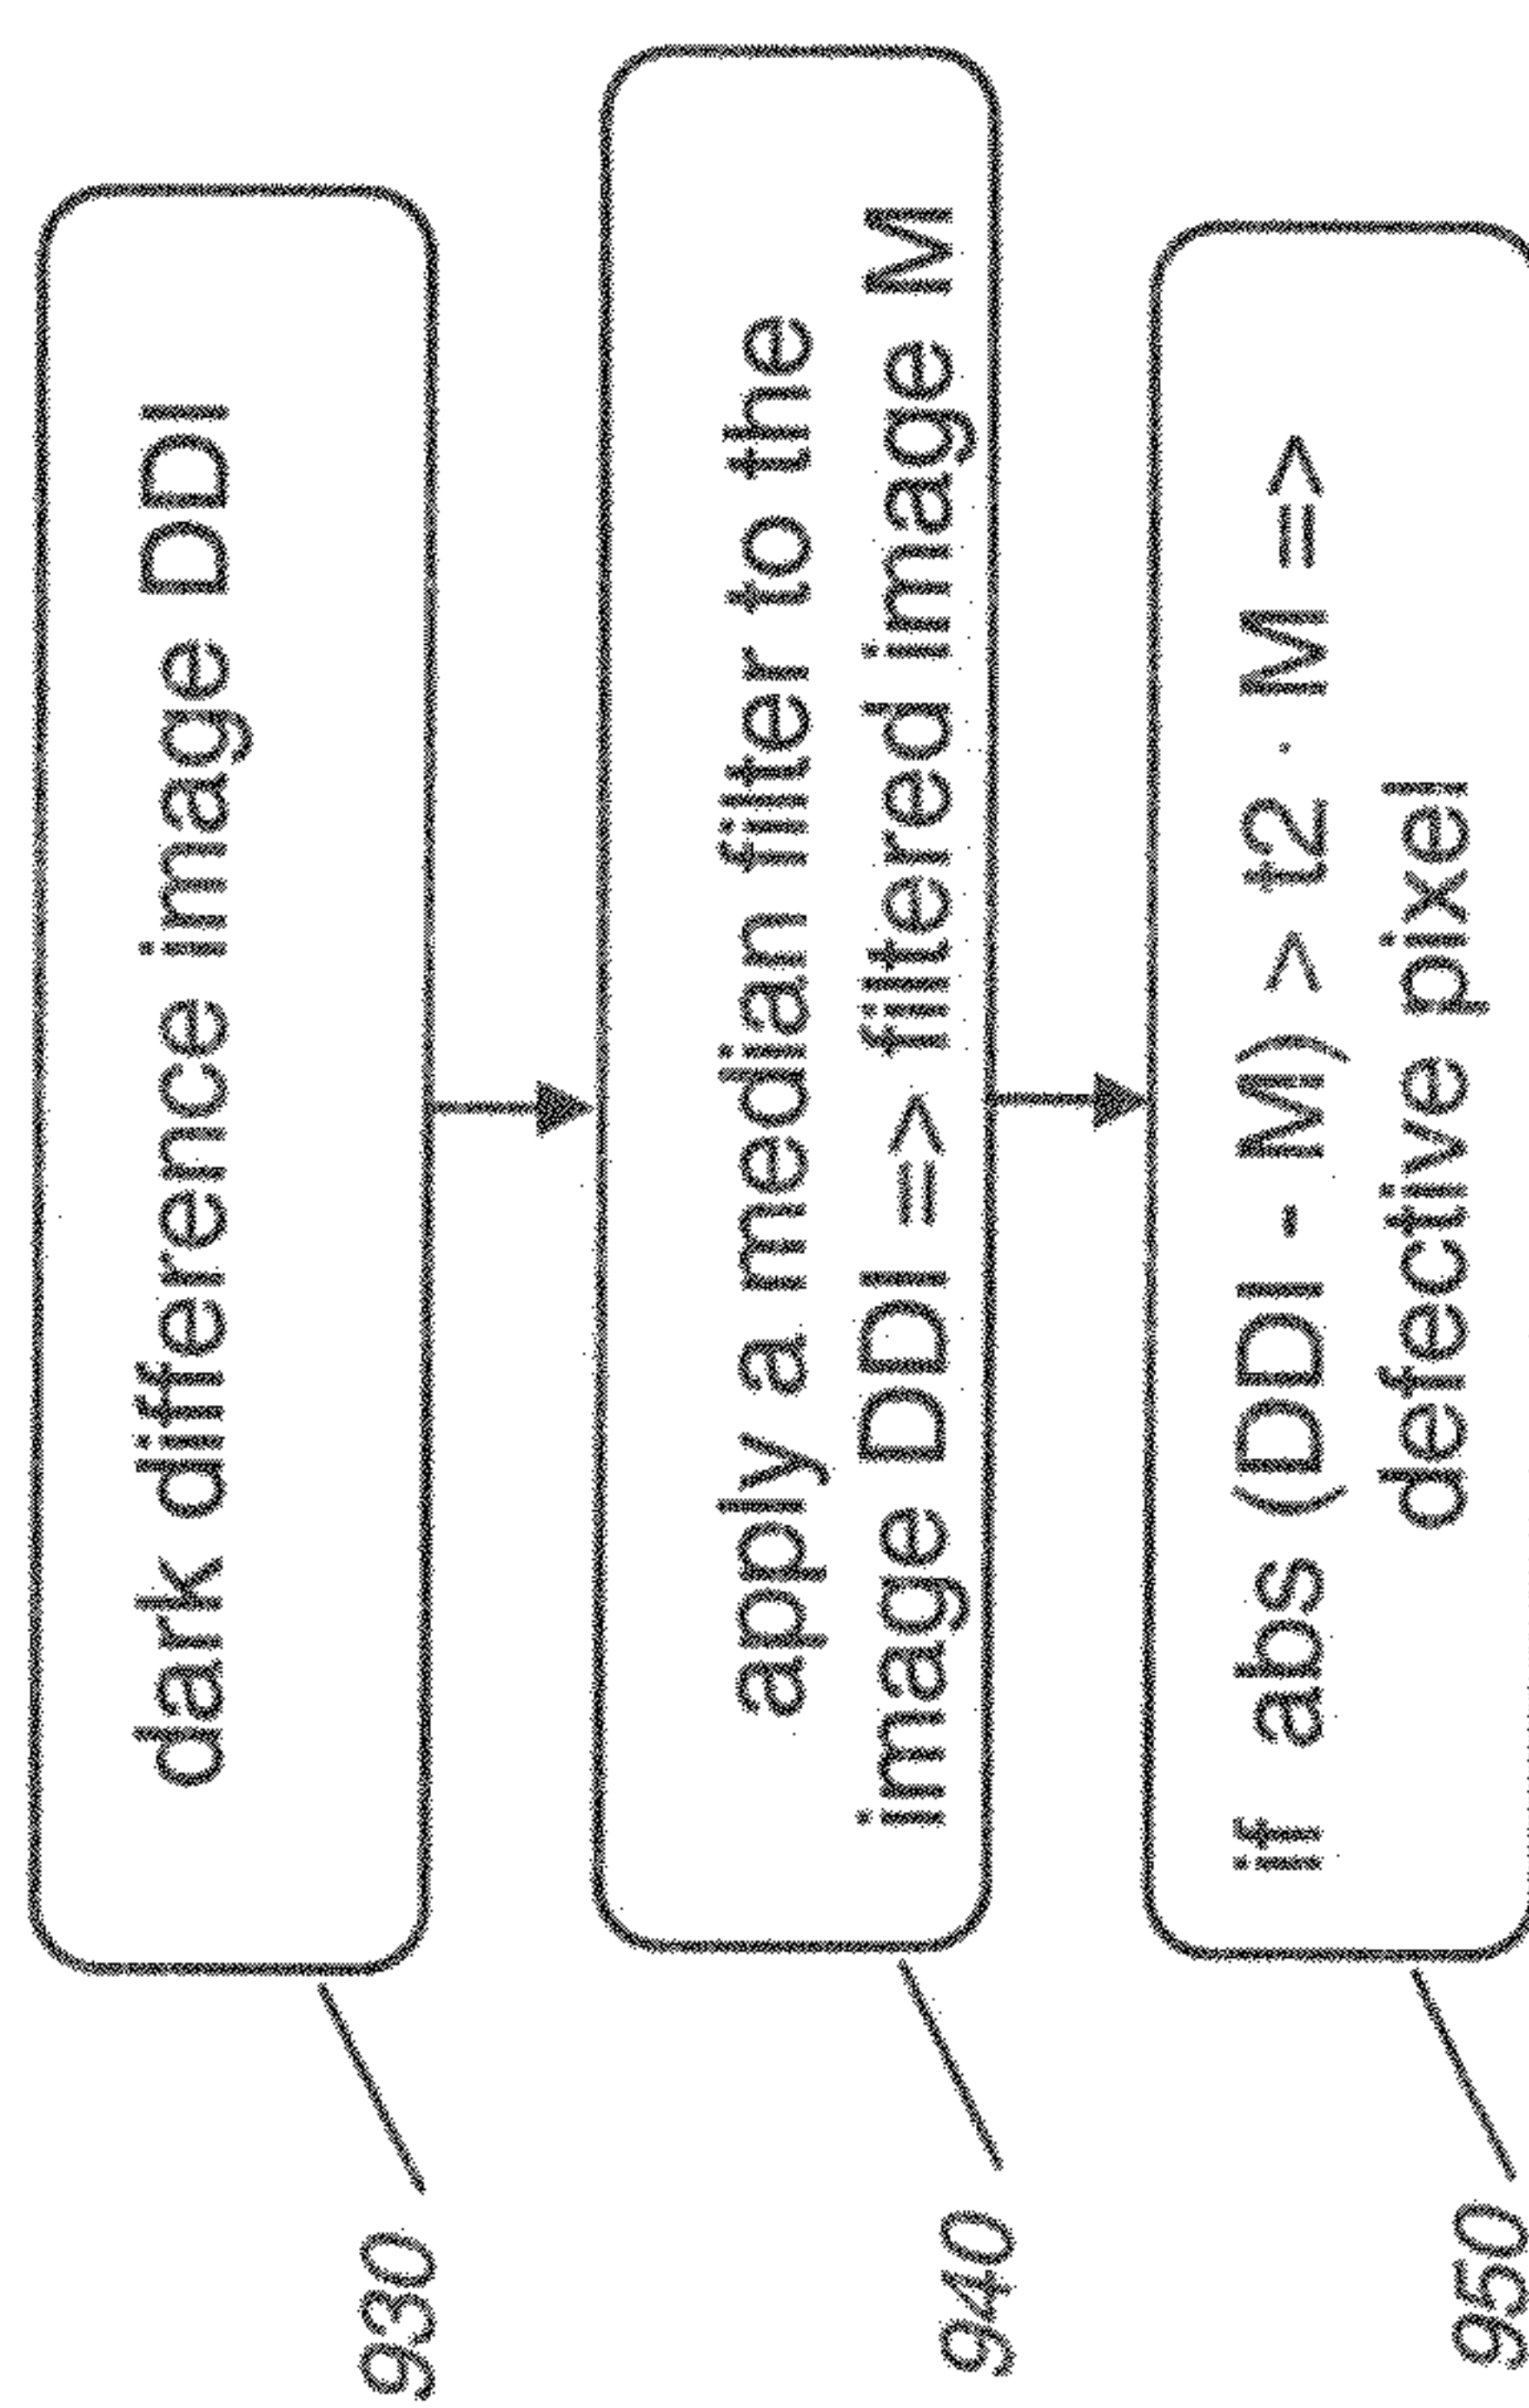 dark difference image DDI
930
apply a median filter to the
image DDI => filtered image M
940
if abs (DDI - M) > t2 · M =>
defective pixel
950